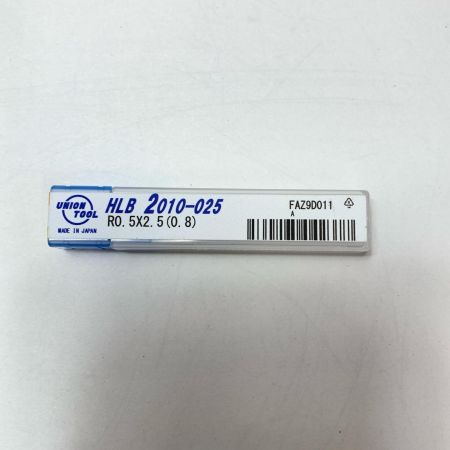 UNION
TOOL
MADE IN JAPAN
HLB 2010-025
R0.5X2.5(0.8)
FAZ9D011
A